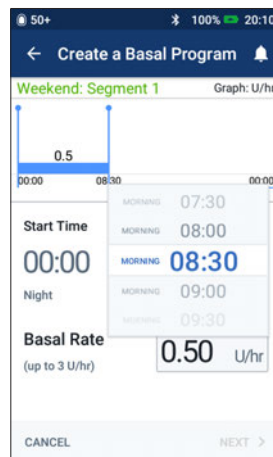 50+ 100% 20:10
Create a Basal Program
Weekend: Segment 1 Graph: U/hr
0.5
00:00 08:30 00:00
MORNING 07:30
Start Time MORNING 08:00
00:00 MORNING 08:30
Night MORNING 09:00
MORNING 09:30
Basal Rate
(up to 3 U/hr) 0.50 U/hr
CANCEL NEXT >